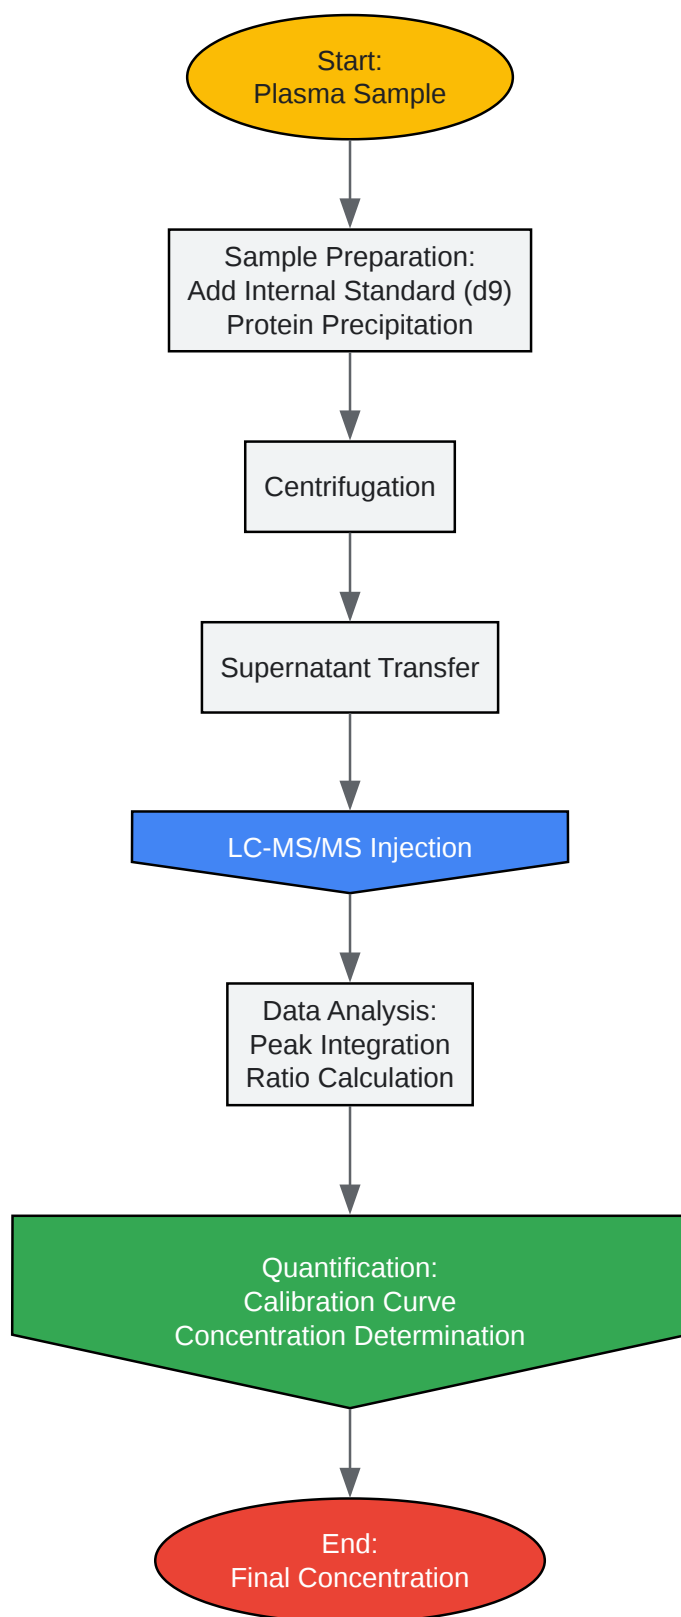 Start:
Plasma Sample
Sample Preparation:
Add Internal Standard (d9)
Protein Precipitation
Centrifugation
Supernatant Transfer
LC-MS/MS Injection
Data Analysis:
Peak Integration
Ratio Calculation
Quantification:
Calibration Curve
Concentration Determination
End:
Final Concentration